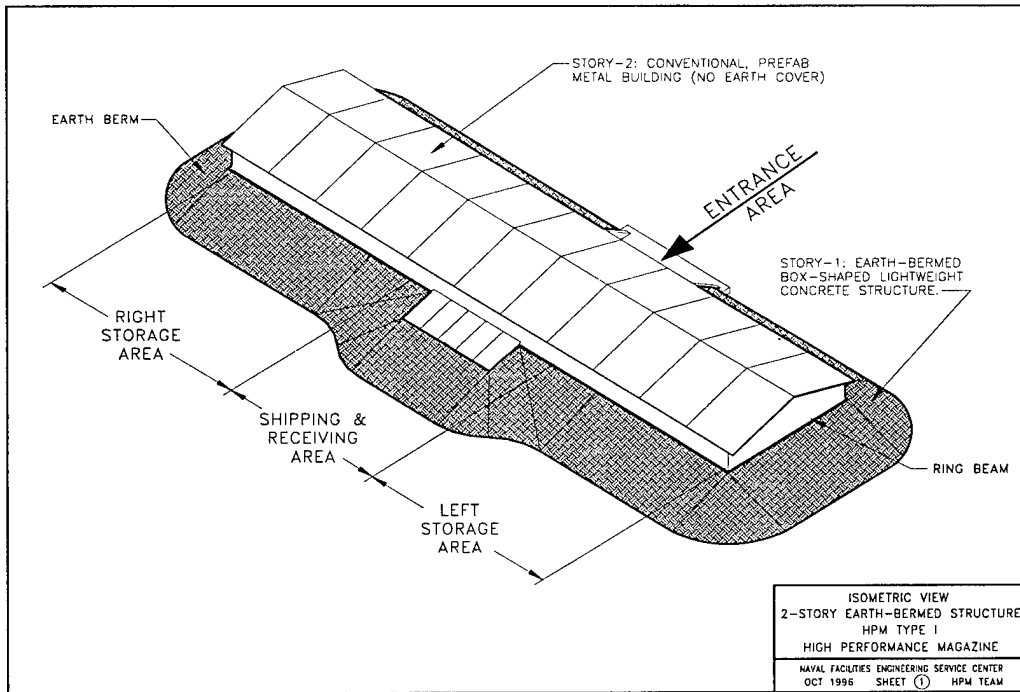 STORY-2: CONVENTIONAL, PREFAB
METAL BUILDING (NO EARTH COVER)
EARTH BERM
ENTRANCE
AREA
STORY-1: EARTH-BERMED
BOX-SHAPED LIGHTWEIGHT
CONCRETE STRUCTURE.
RIGHT
STORAGE
AREA
SHIPPING &
RECEIVING
AREA
LEFT
STORAGE
AREA
RING BEAM
ISOMETRIC VIEW
2-STORY EARTH-BERMED STRUCTURE
HPM TYPE I
HIGH PERFORMANCE MAGAZINE
NAVAL FACILITIES ENGINEERING SERVICE CENTER
OCT 1996 SHEET 1 HPM TEAM